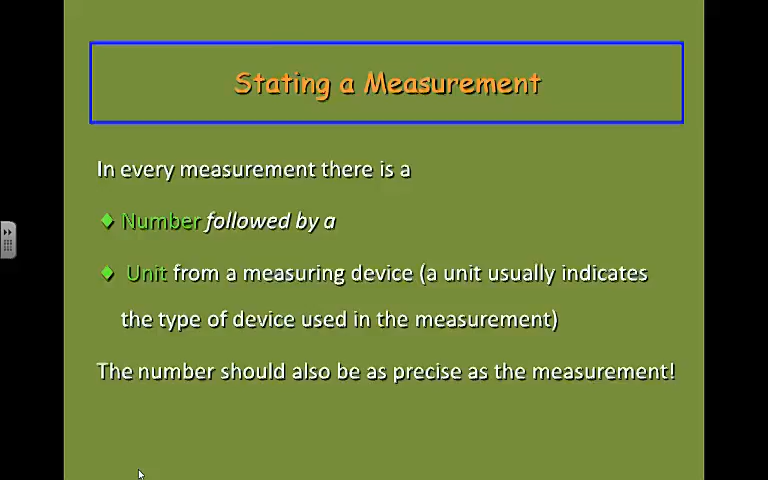 Stating a Measurement
In every measurement there is a
♦ Number followed by a
♦ Unit from a measuring device (a unit usually indicates
the type of device used in the measurement)
The number should also be as precise as the measurement!